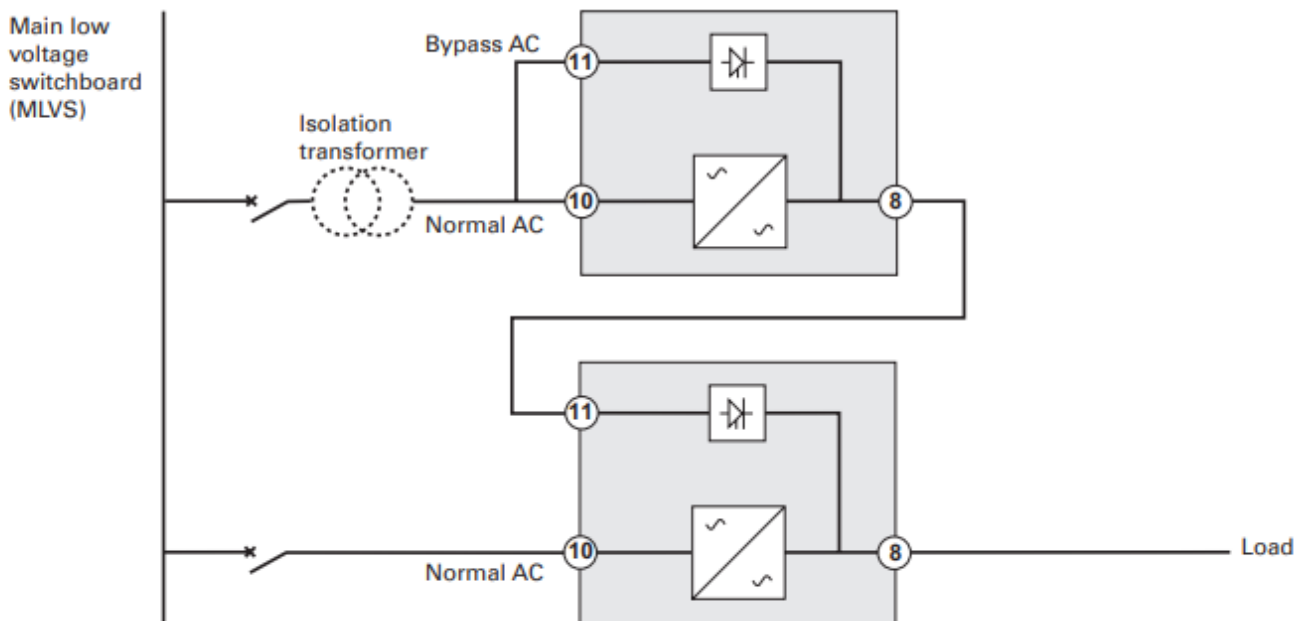 Main low
voltage
switchboard
(MLVS)
Bypass AC
11
Isolation
transformer
10
8
Normal AC
11
10
8
Load
Normal AC